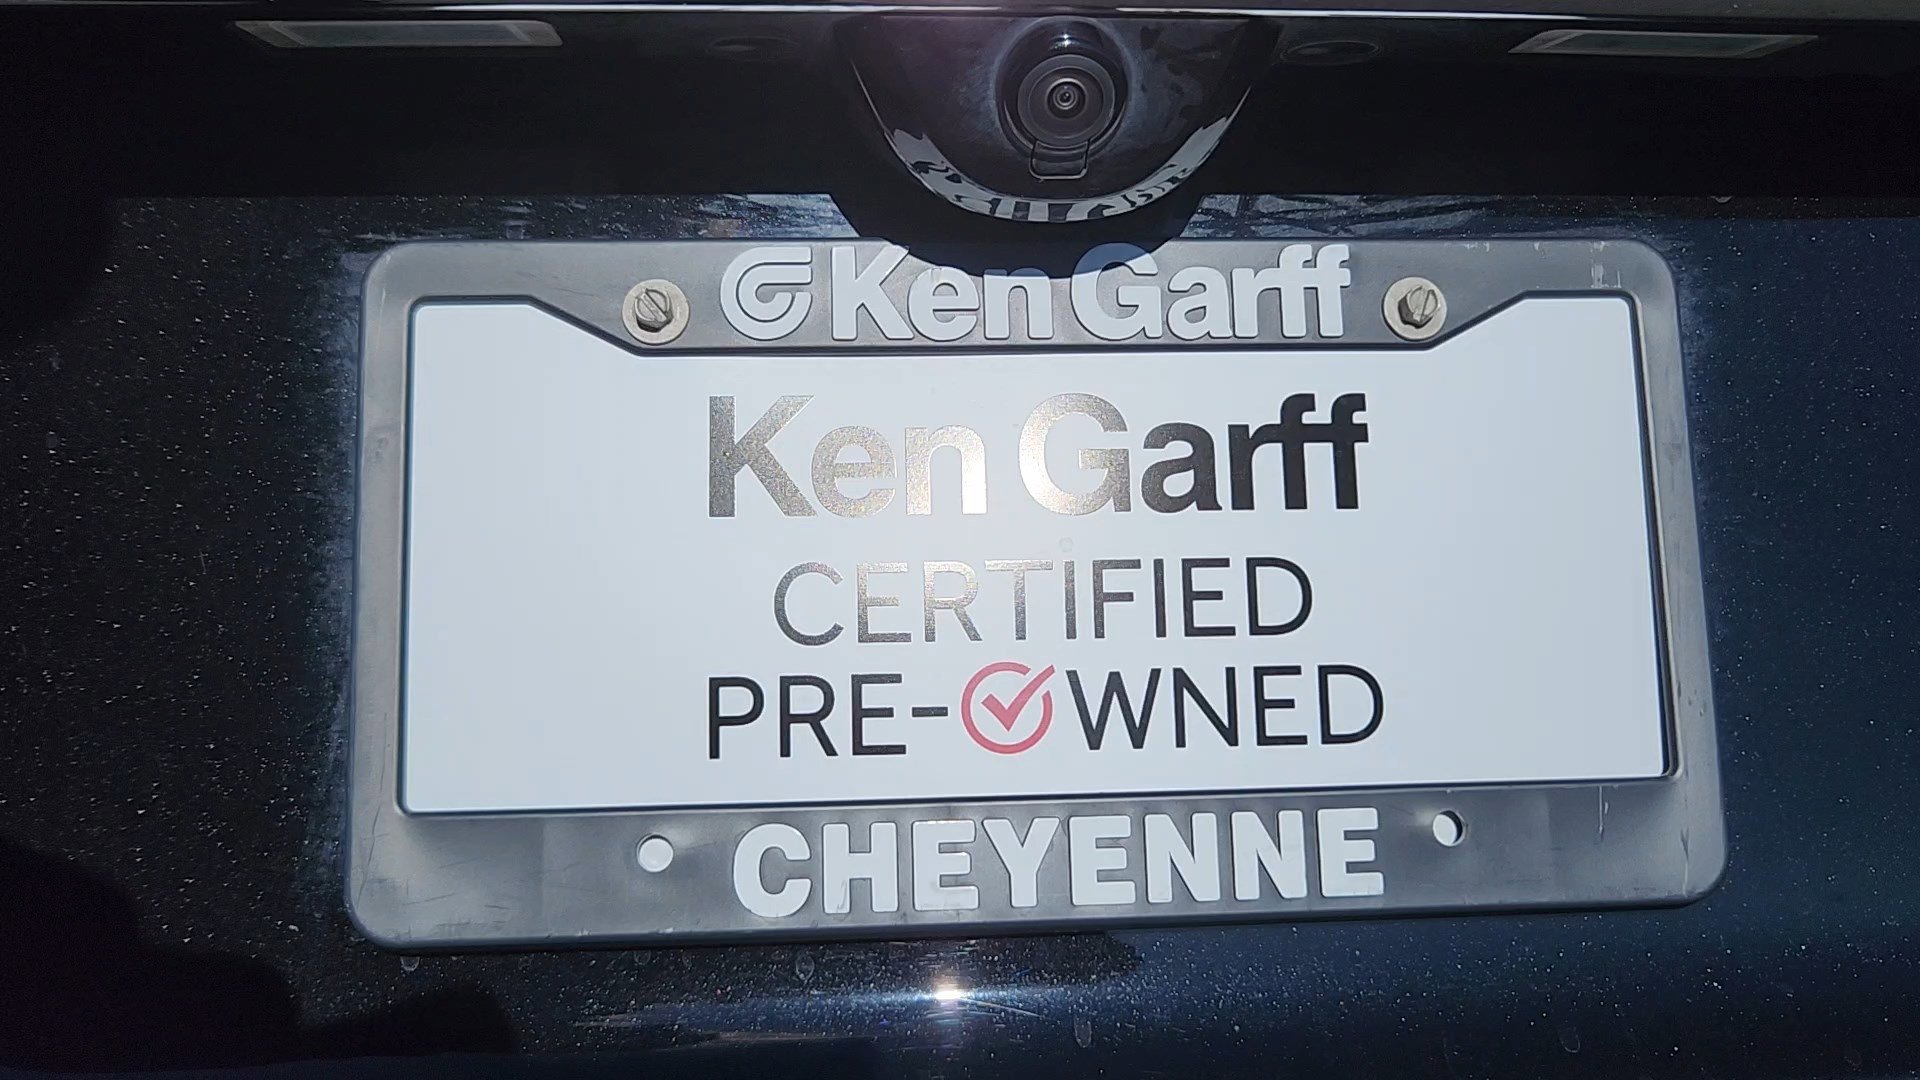 Ken Garff
Ken Garff
CERTIFIED
PRE-OWNED
CHEYENNE